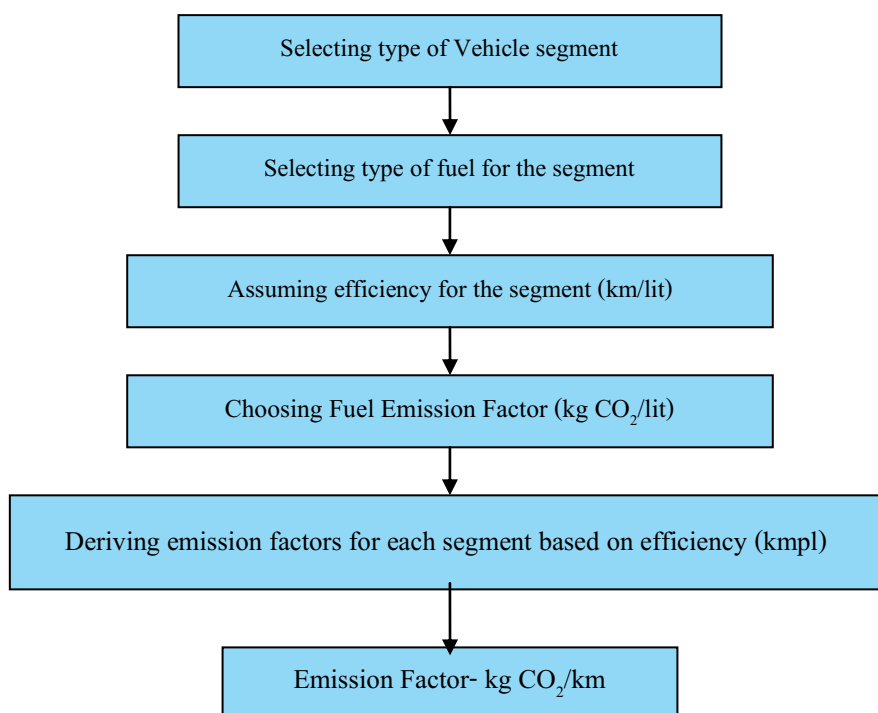 Selecting type of Vehicle segment
Selecting type of fuel for the segment
Assuming efficiency for the segment (km/lit)
Choosing Fuel Emission Factor (kg CO₂/lit)
Deriving emission factors for each segment based on efficiency (kmpl)
Emission Factor- kg CO₂/km